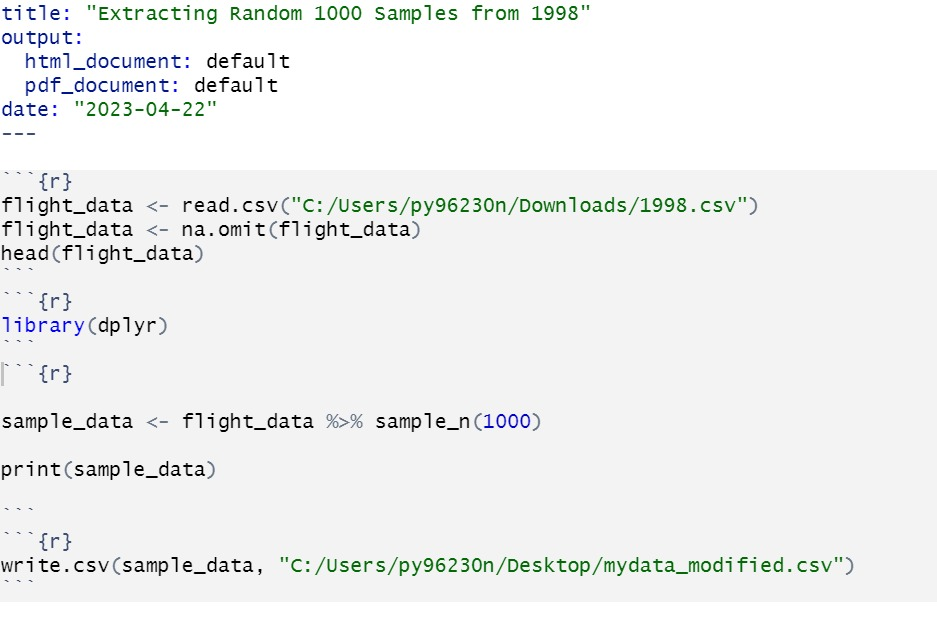 title: "Extracting Random 1000 Samples from 1998"
output:
  html_document: default
  pdf_document: default
date: "2023-04-22"
---
```{r}
flight_data <- read.csv("C:/Users/py9623On/Downloads/1998.csv")
flight_data <- na.omit(flight_data)
head(flight_data)
```
```{r}
library(dplyr)
```
```{r}
sample_data <- flight_data %>% sample_n(1000)
print(sample_data)
```
```{r}
write.csv(sample_data, "C:/Users/py9623On/Desktop/mydata_modified.csv")
```